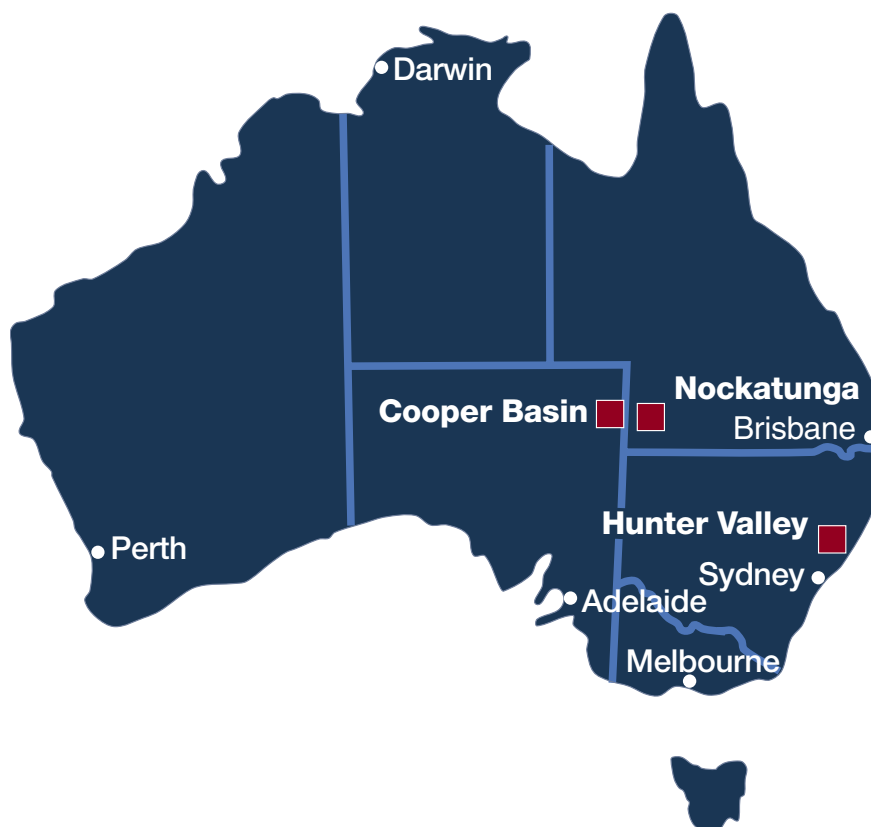 Darwin
Nockatunga
Cooper Basin
Brisbane
Hunter Valley
Perth
Sydney
Adelaide
Melbourne